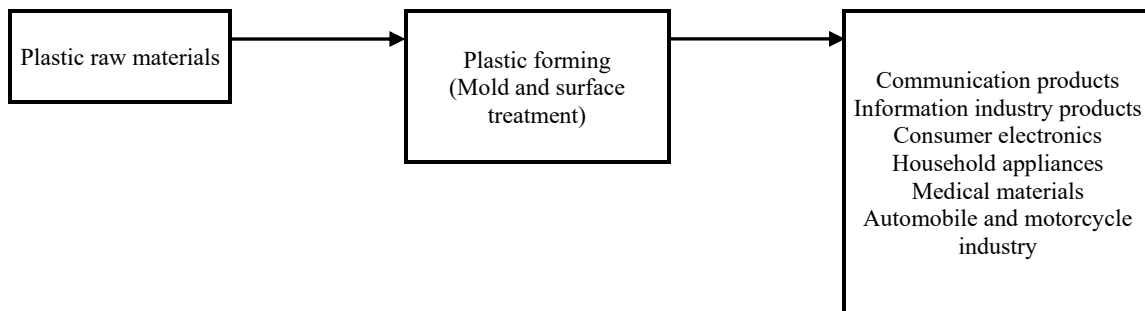 Plastic raw materials
Plastic forming
(Mold and surface
treatment)
Communication products
Information industry products
Consumer electronics
Household appliances
Medical materials
Automobile and motorcycle
industry